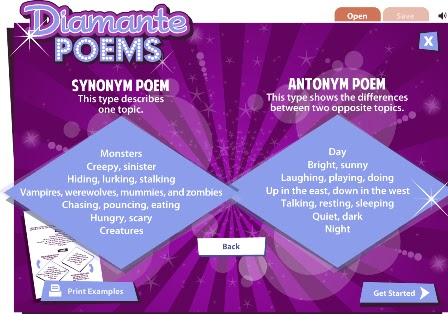 Open
Save
Diamante
POEMS
X
SYNONYM POEM
This type describes
one topic.
Monsters
Creepy, sinister
Hiding, lurking, stalking
Vampires, werewolves, mummies, and zombies
Chasing, pouncing, eating
Hungry, scary
Creatures
ANTONYM POEM
This type shows the differences
between two opposite topics.
Day
Bright, sunny
Laughing, playing, doing
Up in the east, down in the west
Talking, resting, sleeping
Quiet, dark
Night
Back
Print Examples
Get Started